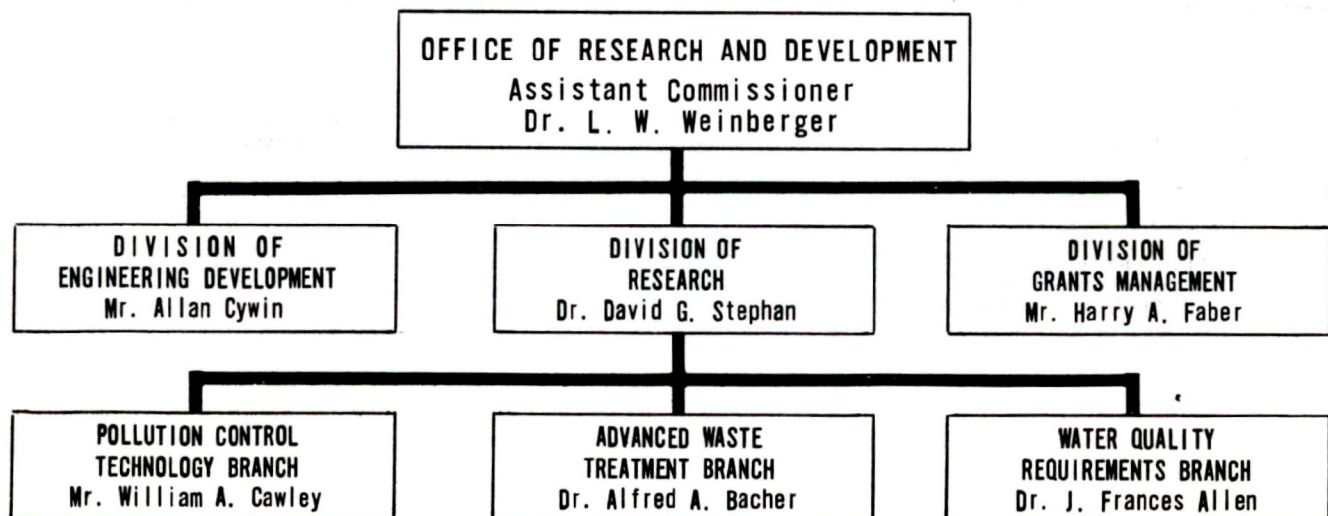 OFFICE OF RESEARCH AND DEVELOPMENT
Assistant Commissioner
Dr. L. W. Weinberger
DIVISION OF
ENGINEERING DEVELOPMENT
Mr. Allan Cywin
DIVISION OF
RESEARCH
Dr. David G. Stephan
DIVISION OF
GRANTS MANAGEMENT
Mr. Harry A. Faber
POLLUTION CONTROL
TECHNOLOGY BRANCH
Mr. William A. Cawley
ADVANCED WASTE
TREATMENT BRANCH
Dr. Alfred A. Bacher
WATER QUALITY
REQUIREMENTS BRANCH
Dr. J. Frances Allen